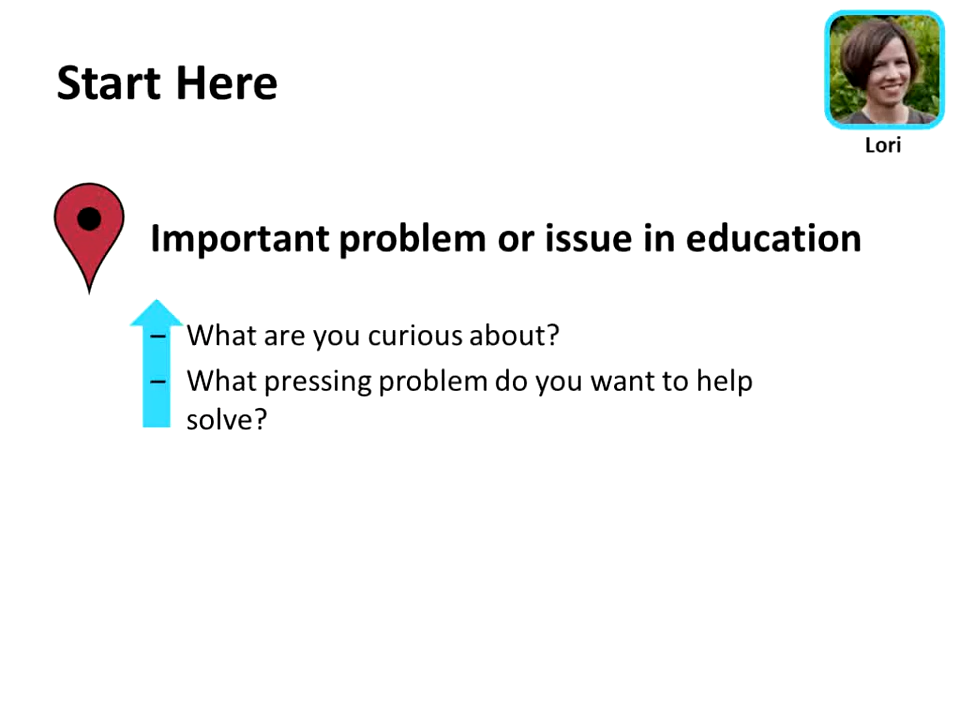 Start Here
Lori
Important problem or issue in education
– What are you curious about?
– What pressing problem do you want to help
solve?